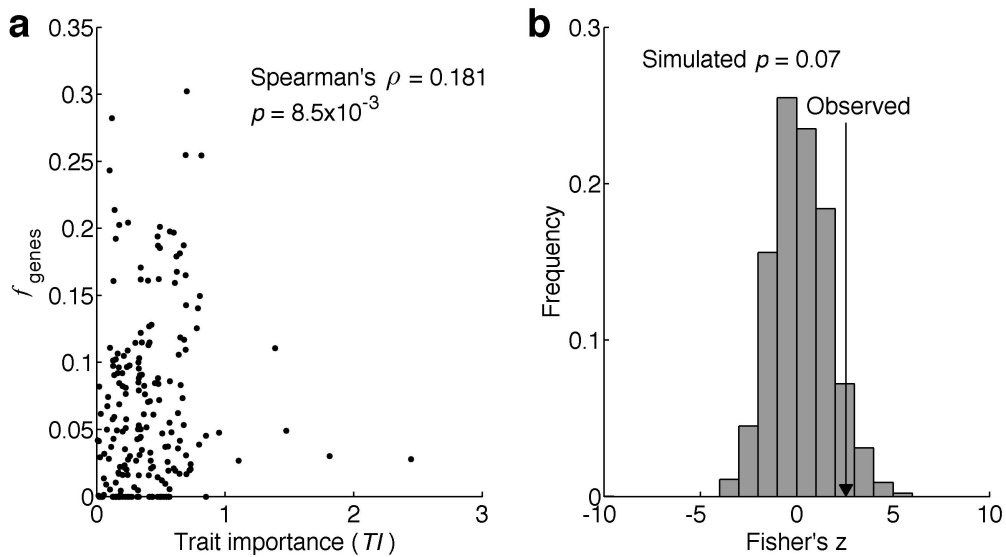 a
0.35
0.3
0.25
0.2
0.15
0.1
0.05
0
f genes
Spearman's ρ = 0.181
p = 8.5x10-3
0 1 2 3
Trait importance (TI)
b
0.3
0.2
0.1
0
Frequency
Simulated p = 0.07
Observed
-10 -5 0 5 10
Fisher's z